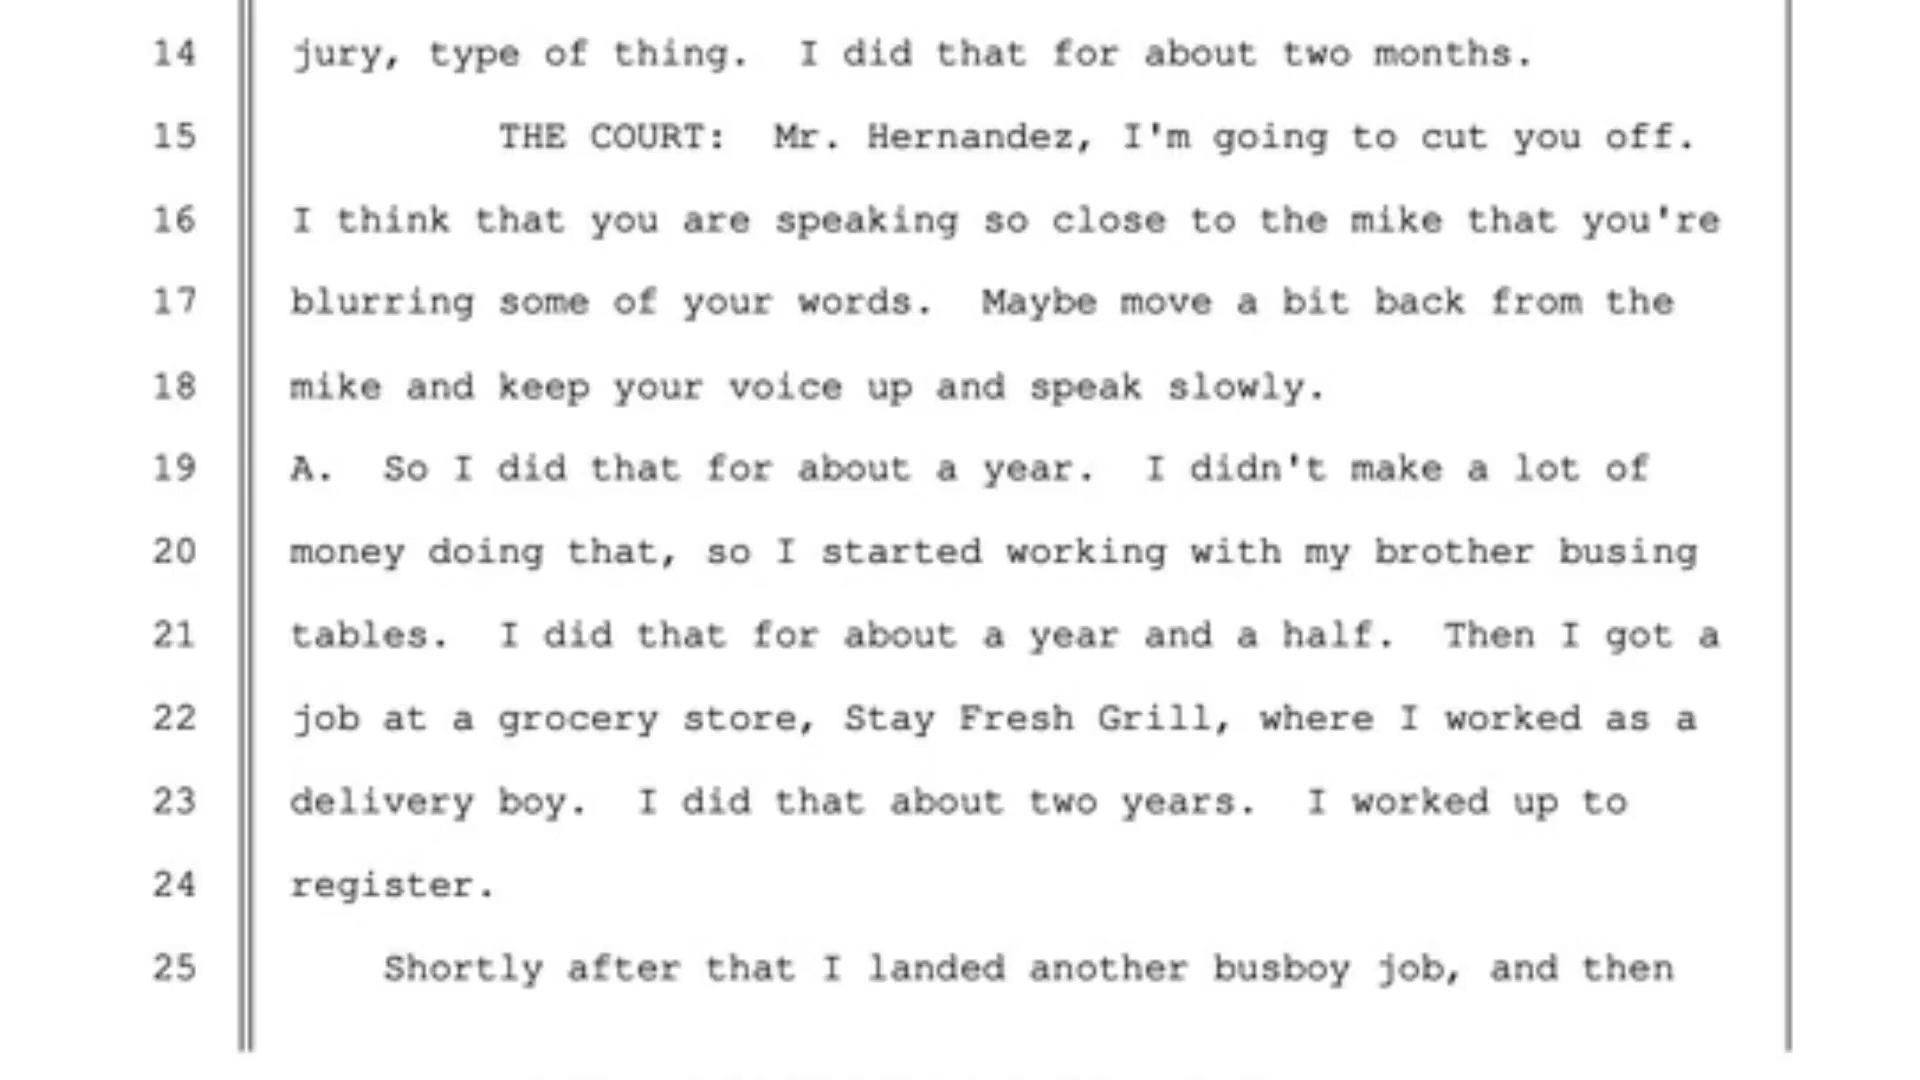 14 jury, type of thing.  I did that for about two months.
15 THE COURT:  Mr. Hernandez, I'm going to cut you off.
16 I think that you are speaking so close to the mike that you're
17 blurring some of your words.  Maybe move a bit back from the
18 mike and keep your voice up and speak slowly.
19 A.  So I did that for about a year.  I didn't make a lot of
20 money doing that, so I started working with my brother busing
21 tables.  I did that for about a year and a half.  Then I got a
22 job at a grocery store, Stay Fresh Grill, where I worked as a
23 delivery boy.  I did that about two years.  I worked up to
24 register.
25 Shortly after that I landed another busboy job, and then